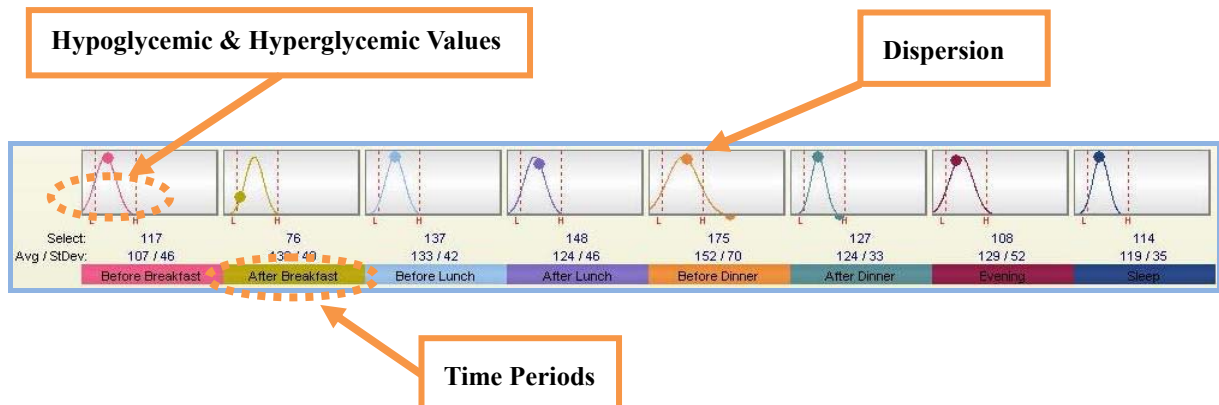 Hypoglycemic & Hyperglycemic Values
Dispersion
L H L H L H L H L H L H L H L H
Select: 117 76 137 148 175 127 108 114
Avg / StDev: 107 / 46 133 / 42 124 / 46 152 / 70 124 / 33 129 / 52 119 / 35
Before Breakfast After Breakfast Before Lunch After Lunch Before Dinner After Dinner Evening Sleep
Time Periods